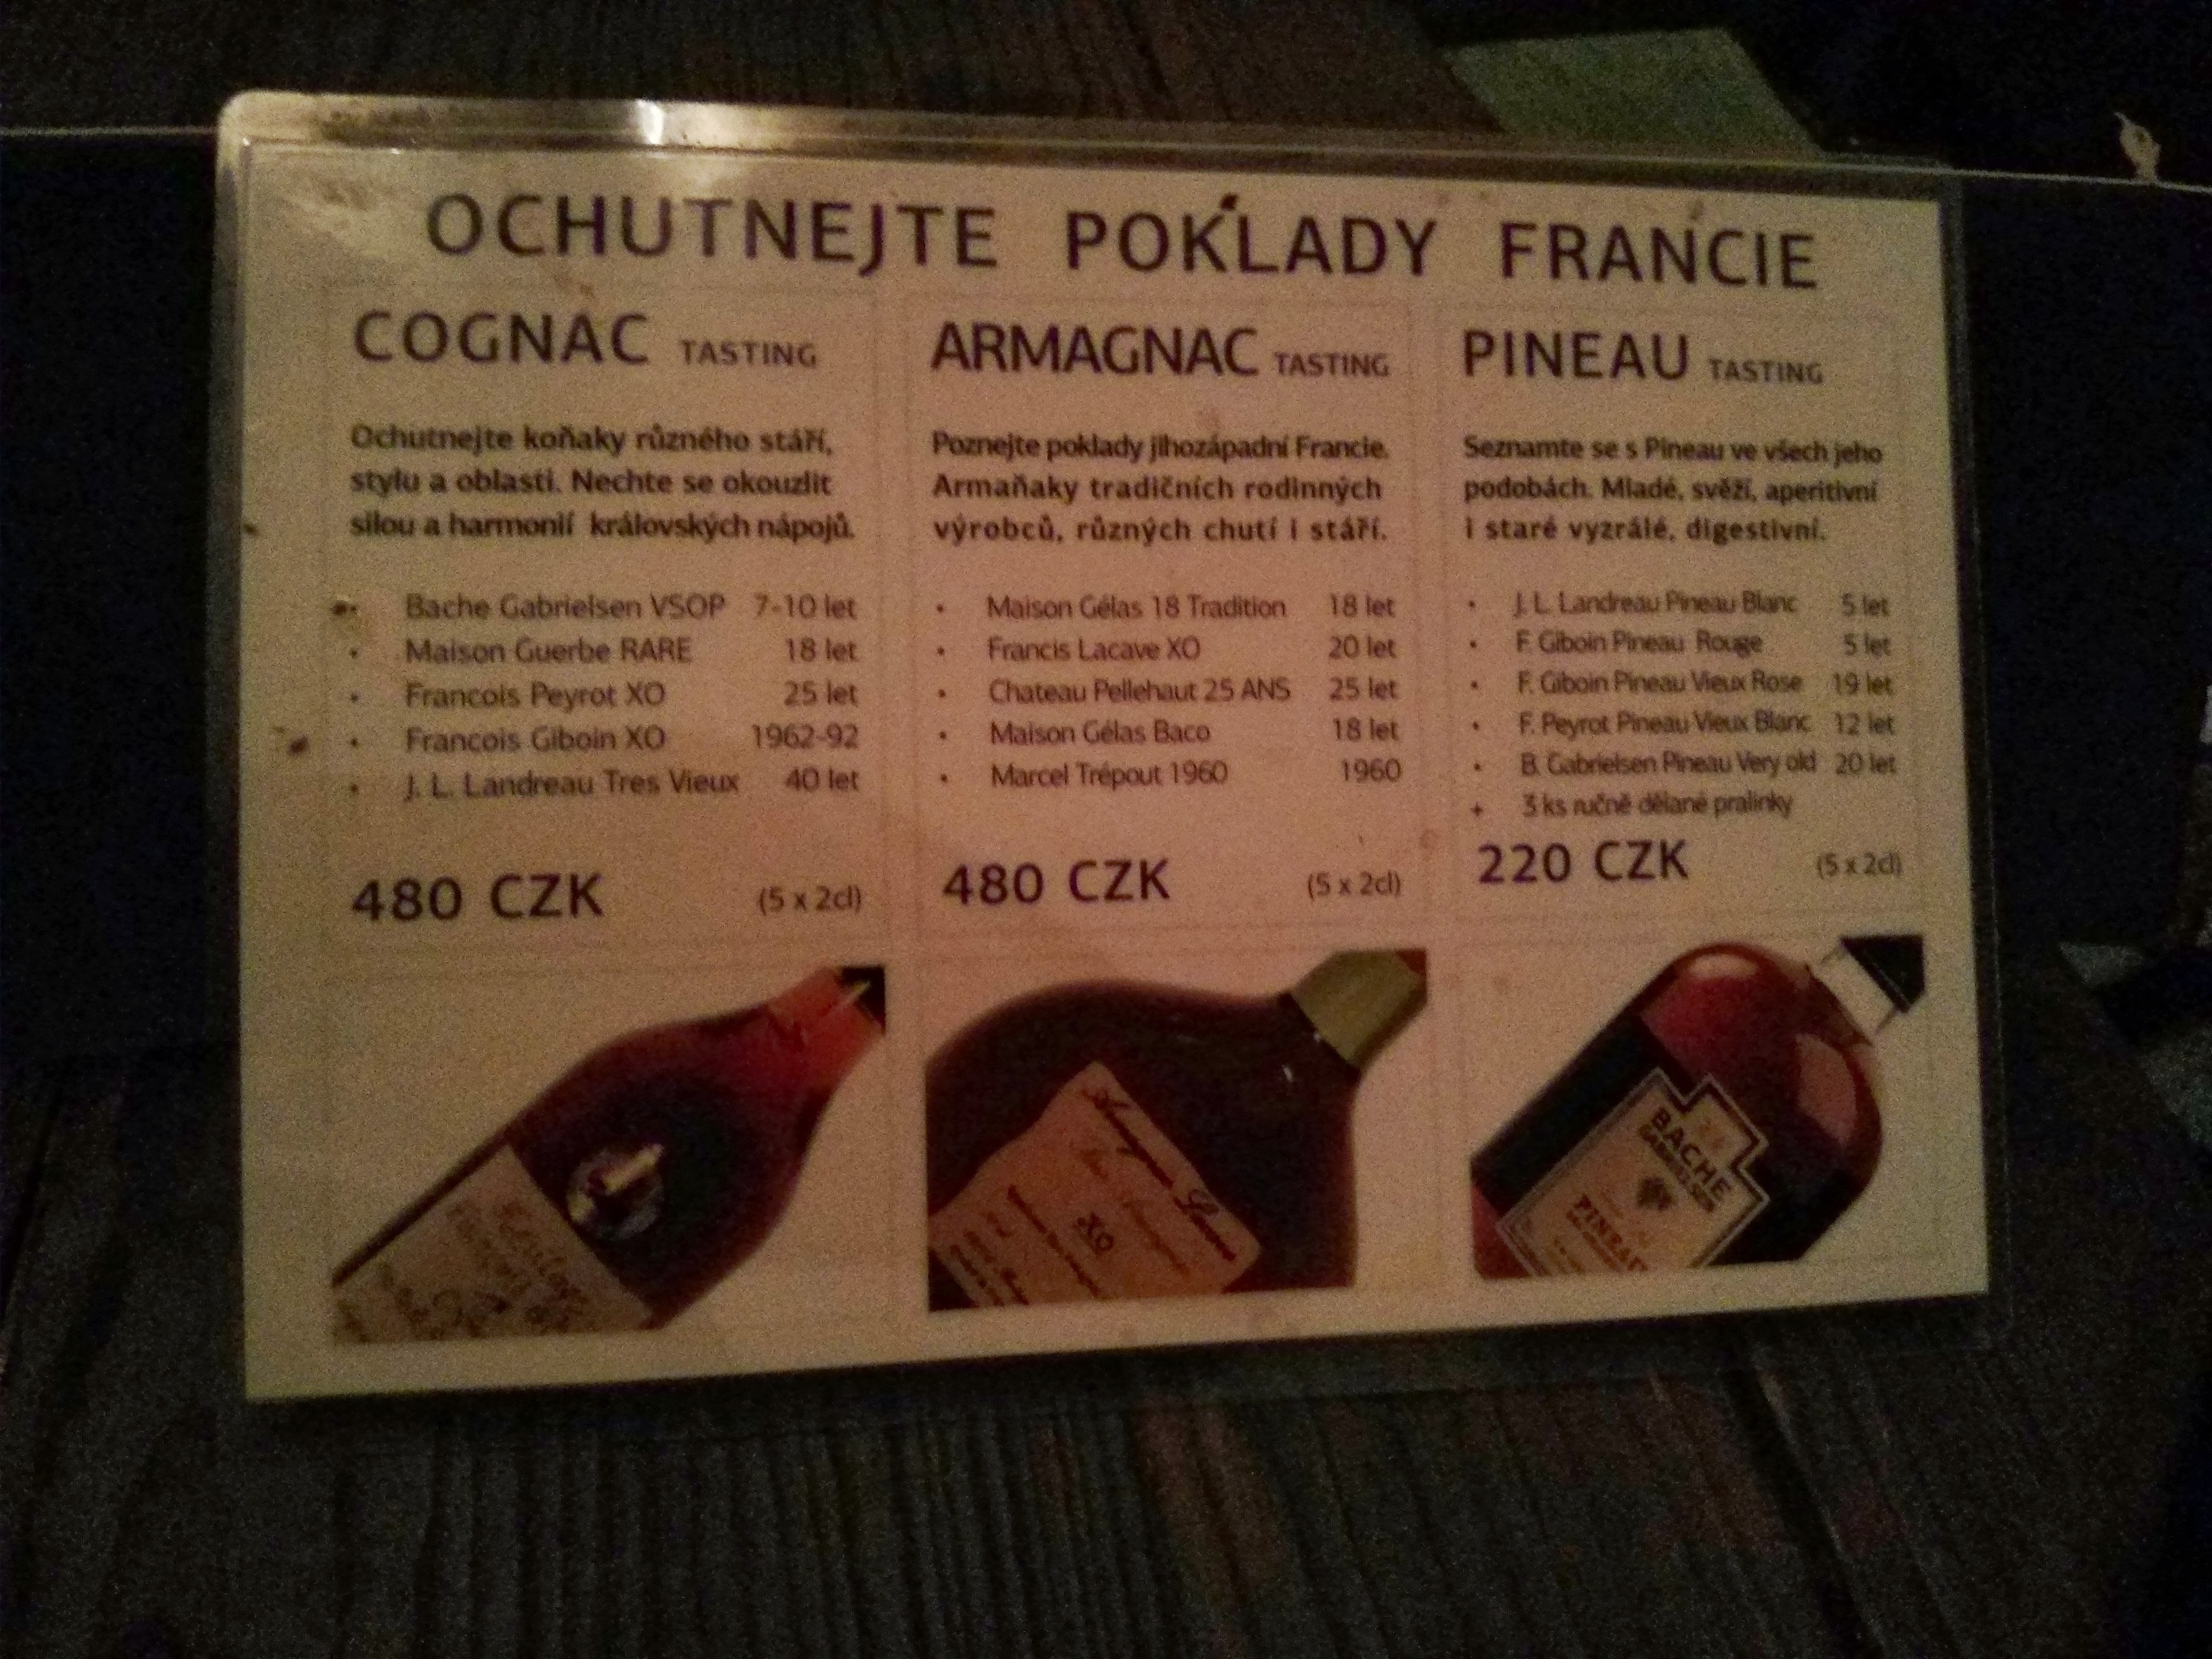 OCHUTNEJTE POKLADY FRANCIE
COGNAC TASTING
Ochutnejte koňaky různého stáří,
stylu a oblasti. Nechte se okouzlit
silou a harmonií královských nápojů.
Bache Gabrielsen VSOP 7-10 let
Maison Guerbe RARE 18 let
Francois Peyrot XO 25 let
Francois Giboin XO 1962-92
J. L. Landreau Tres Vieux 40 let
480 CZK (5 x 2cl)
ARMAGNAC TASTING
Poznejte poklady jihozápadní Francie.
Armaňaky tradičních rodinných
výrobců, různých chutí i stáří.
Maison Gélas 18 Tradition 18 let
Francis Lacave XO 20 let
Chateau Pellehaut 25 ANS 25 let
Maison Gélas Baco 18 let
Marcel Trépout 1960 1960
480 CZK (5 x 2cl)
XO
PINEAU TASTING
Seznamte se s Pineau ve všech jeho
podobách. Mladé, svěží, aperitivní
i staré vyzrálé, digestivní.
J. L. Landreau Pineau Blanc 5 let
F. Giboin Pineau Rouge 5 let
F. Giboin Pineau Vieux Rose 19 let
F. Peyrot Pineau Vieux Blanc 12 let
B. Gabrielsen Pineau Very old 20 let
+ 3 ks ručně dělané pralinky
220 CZK (5 x 2cl)
BACHE
GABRIELSEN